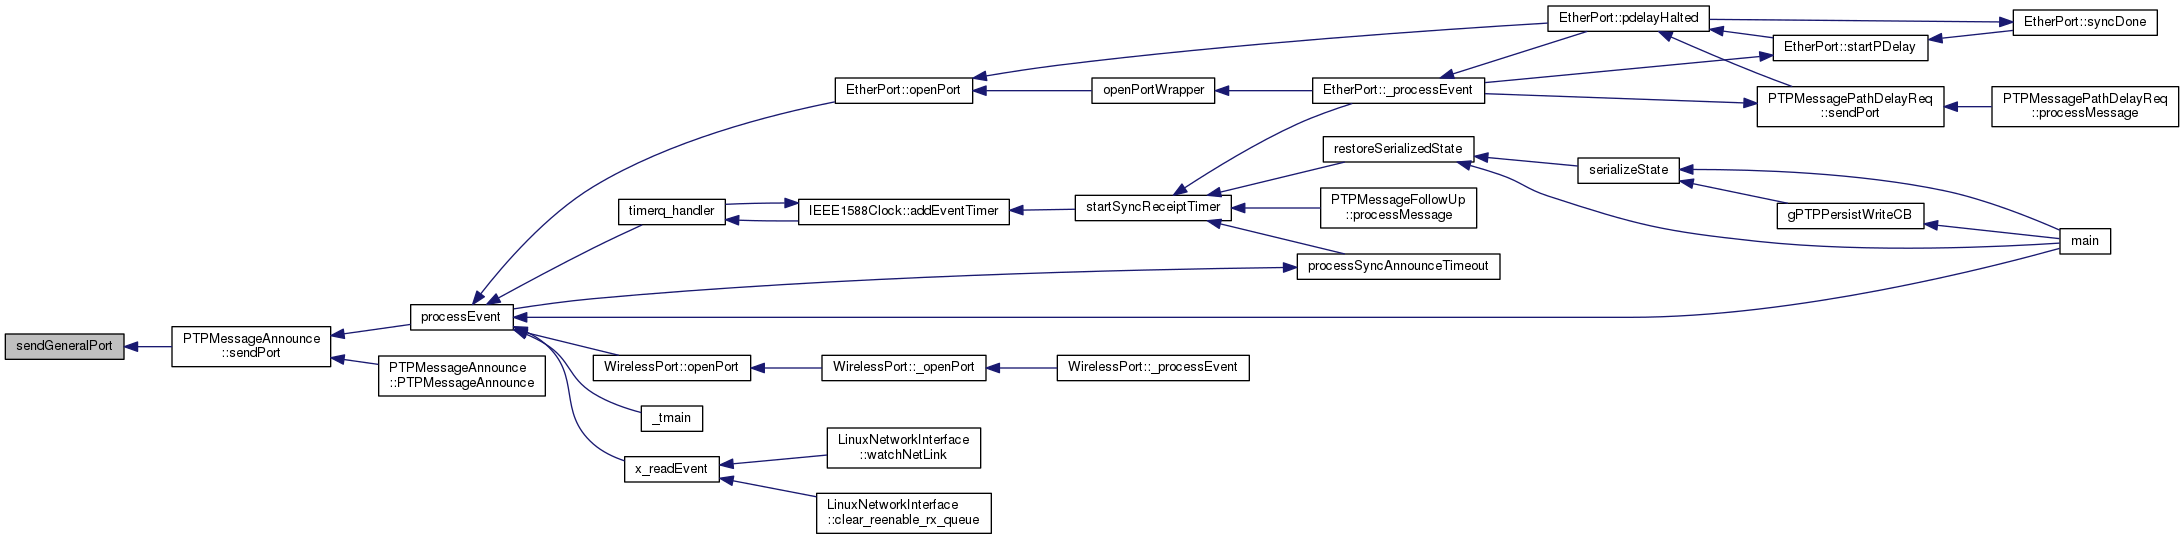 sendGeneralPort
PTPMessageAnnounce
::sendPort
processEvent
PTPMessageAnnounce
::PTPMessageAnnounce
EtherPort::openPort
timerq_handler
WirelessPort::openPort
_tmain
x_readEvent
IEEE1588Clock::addEventTimer
WirelessPort::_openPort
LinuxNetworkInterface
::watchNetLink
LinuxNetworkInterface
::clear_reenable_rx_queue
openPortWrapper
startSyncReceiptTimer
WirelessPort::_processEvent
EtherPort::_processEvent
restoreSerializedState
PTPMessageFollowUp
::processMessage
processSyncAnnounceTimeout
EtherPort::pdelayHalted
serializeState
EtherPort::startPDelay
PTPMessagePathDelayReq
::sendPort
gPTPPersistWriteCB
EtherPort::syncDone
PTPMessagePathDelayReq
::processMessage
main